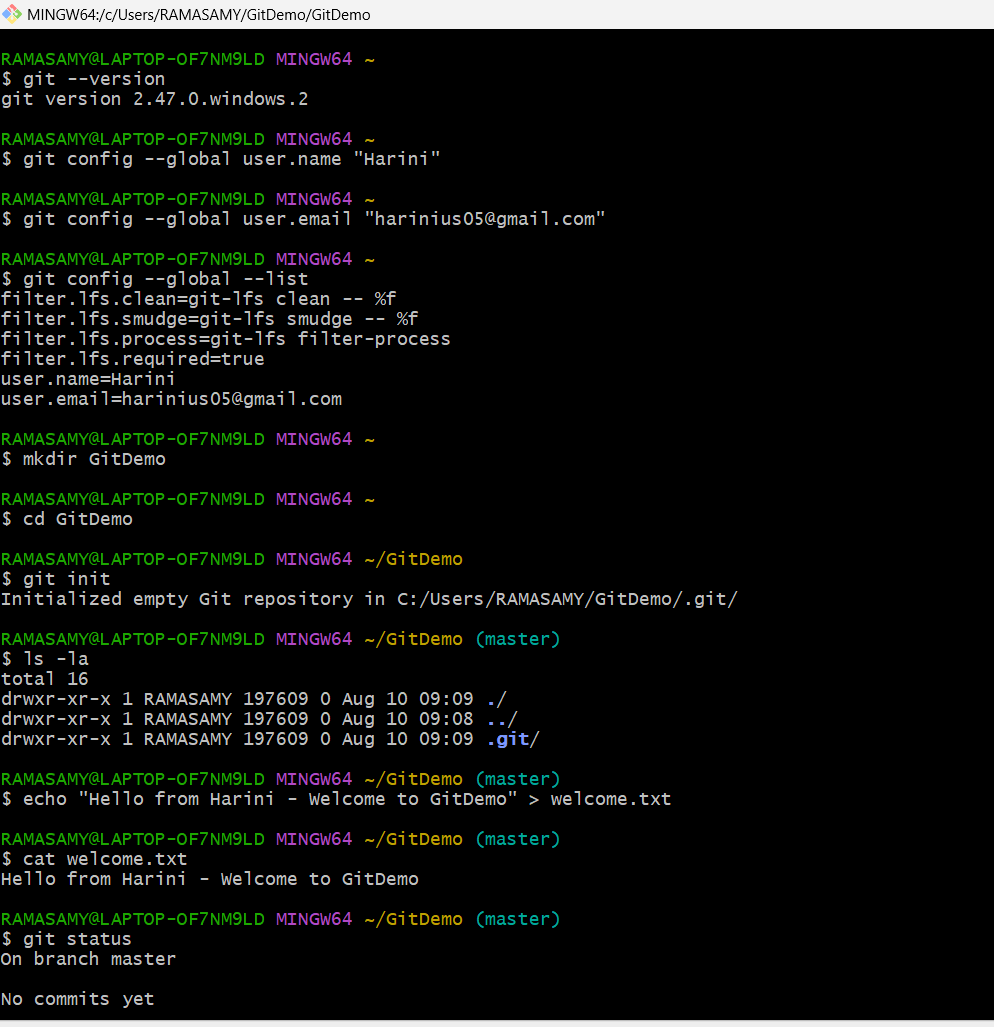 MINGW64:/c/Users/RAMASAMY/GitDemo/GitDemo
RAMASAMY@LAPTOP-OF7NM9LD MINGW64 ~
$ git --version
git version 2.47.0.windows.2
RAMASAMY@LAPTOP-OF7NM9LD MINGW64 ~
$ git config --global user.name "Harini"
RAMASAMY@LAPTOP-OF7NM9LD MINGW64 ~
$ git config --global user.email "harinius05@gmail.com"
RAMASAMY@LAPTOP-OF7NM9LD MINGW64 ~
$ git config --global --list
filter.lfs.clean=git-lfs clean -- %f
filter.lfs.smudge=git-lfs smudge -- %f
filter.lfs.process=git-lfs filter-process
filter.lfs.required=true
user.name=Harini
user.email=harinius05@gmail.com
RAMASAMY@LAPTOP-OF7NM9LD MINGW64 ~
$ mkdir GitDemo
RAMASAMY@LAPTOP-OF7NM9LD MINGW64 ~
$ cd GitDemo
RAMASAMY@LAPTOP-OF7NM9LD MINGW64 ~/GitDemo
$ git init
Initialized empty Git repository in C:/Users/RAMASAMY/GitDemo/.git/
RAMASAMY@LAPTOP-OF7NM9LD MINGW64 ~/GitDemo (master)
$ ls -la
total 16
drwxr-xr-x 1 RAMASAMY 197609 0 Aug 10 09:09 ./
drwxr-xr-x 1 RAMASAMY 197609 0 Aug 10 09:08 ../
drwxr-xr-x 1 RAMASAMY 197609 0 Aug 10 09:09 .git/
RAMASAMY@LAPTOP-OF7NM9LD MINGW64 ~/GitDemo (master)
$ echo "Hello from Harini - Welcome to GitDemo" > welcome.txt
RAMASAMY@LAPTOP-OF7NM9LD MINGW64 ~/GitDemo (master)
$ cat welcome.txt
Hello from Harini - Welcome to GitDemo
RAMASAMY@LAPTOP-OF7NM9LD MINGW64 ~/GitDemo (master)
$ git status
On branch master
No commits yet